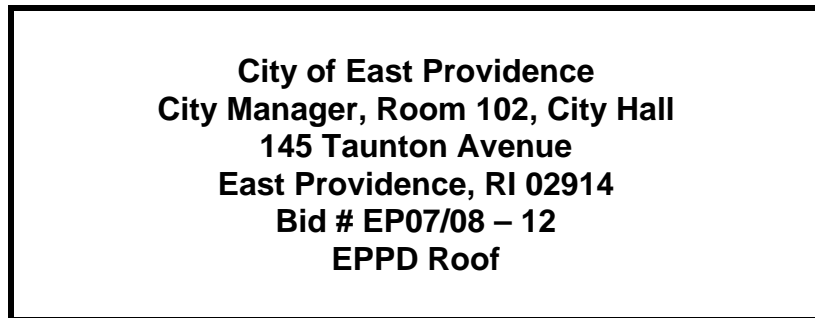 City of East Providence
City Manager, Room 102, City Hall
145 Taunton Avenue
East Providence, RI 02914
Bid # EP07/08 – 12
EPPD Roof